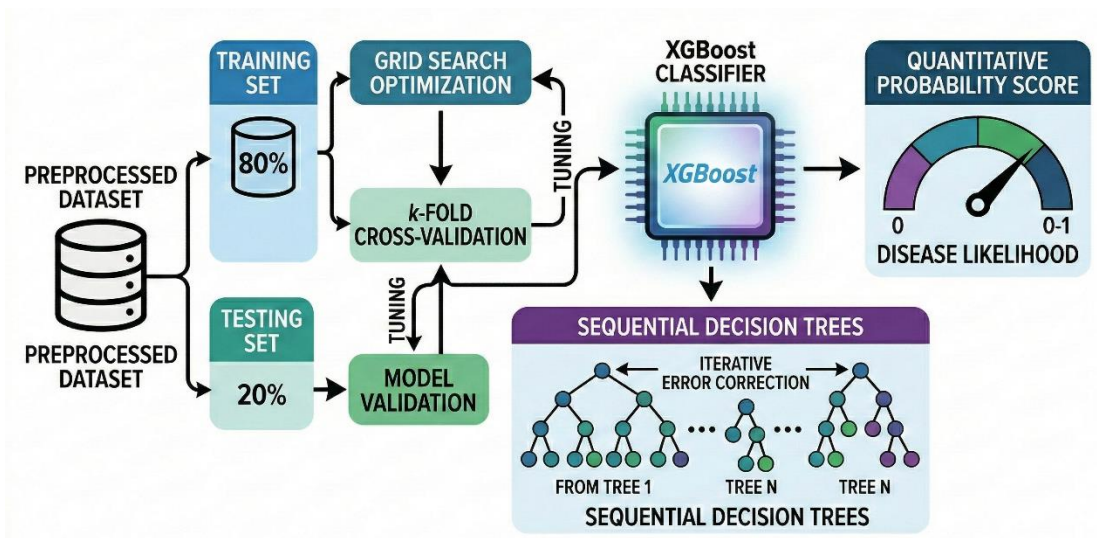 PREPROCESSED
DATASET
PREPROCESSED
DATASET
TRAINING
SET
80%
TESTING
SET
20%
GRID SEARCH
OPTIMIZATION
k-FOLD
CROSS-VALIDATION
MODEL
VALIDATION
TUNING
TUNING
XGBoost
CLASSIFIER
XGBoost
QUANTITATIVE
PROBABILITY SCORE
0
0-1
DISEASE LIKELIHOOD
SEQUENTIAL DECISION TREES
ITERATIVE
ERROR CORRECTION
FROM TREE 1
TREE N
TREE N
SEQUENTIAL DECISION TREES